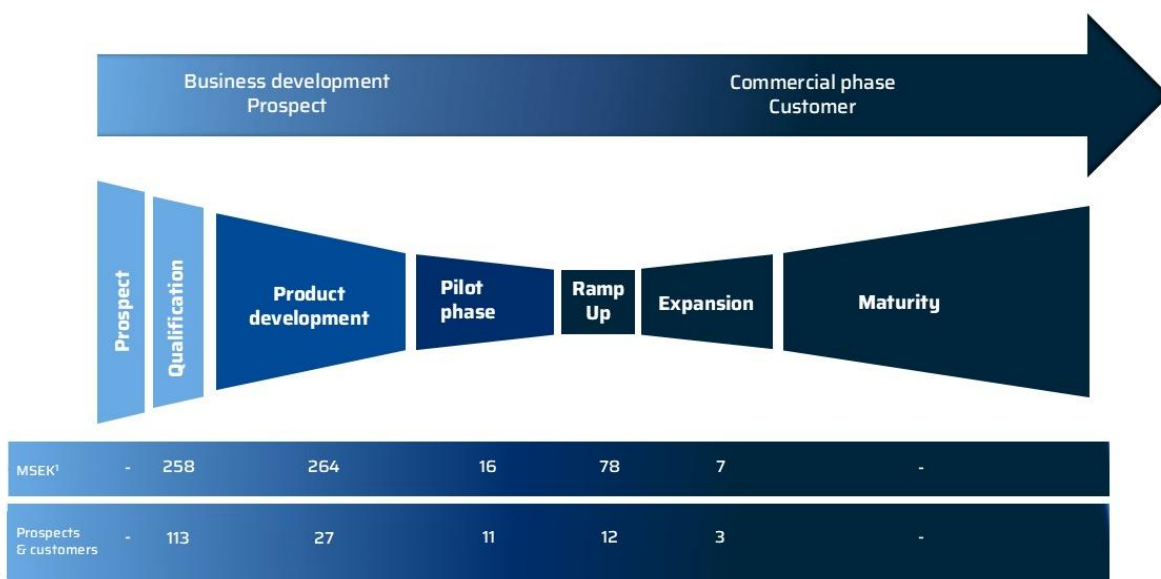 Business development
Prospect
Commercial phase
Customer
Prospect
Qualification
Product
development
Pilot
phase
Ramp
Up
Expansion
Maturity
MSEK¹ - 258 264 16 78 7 -
Prospects
& customers - 113 27 11 12 3 -